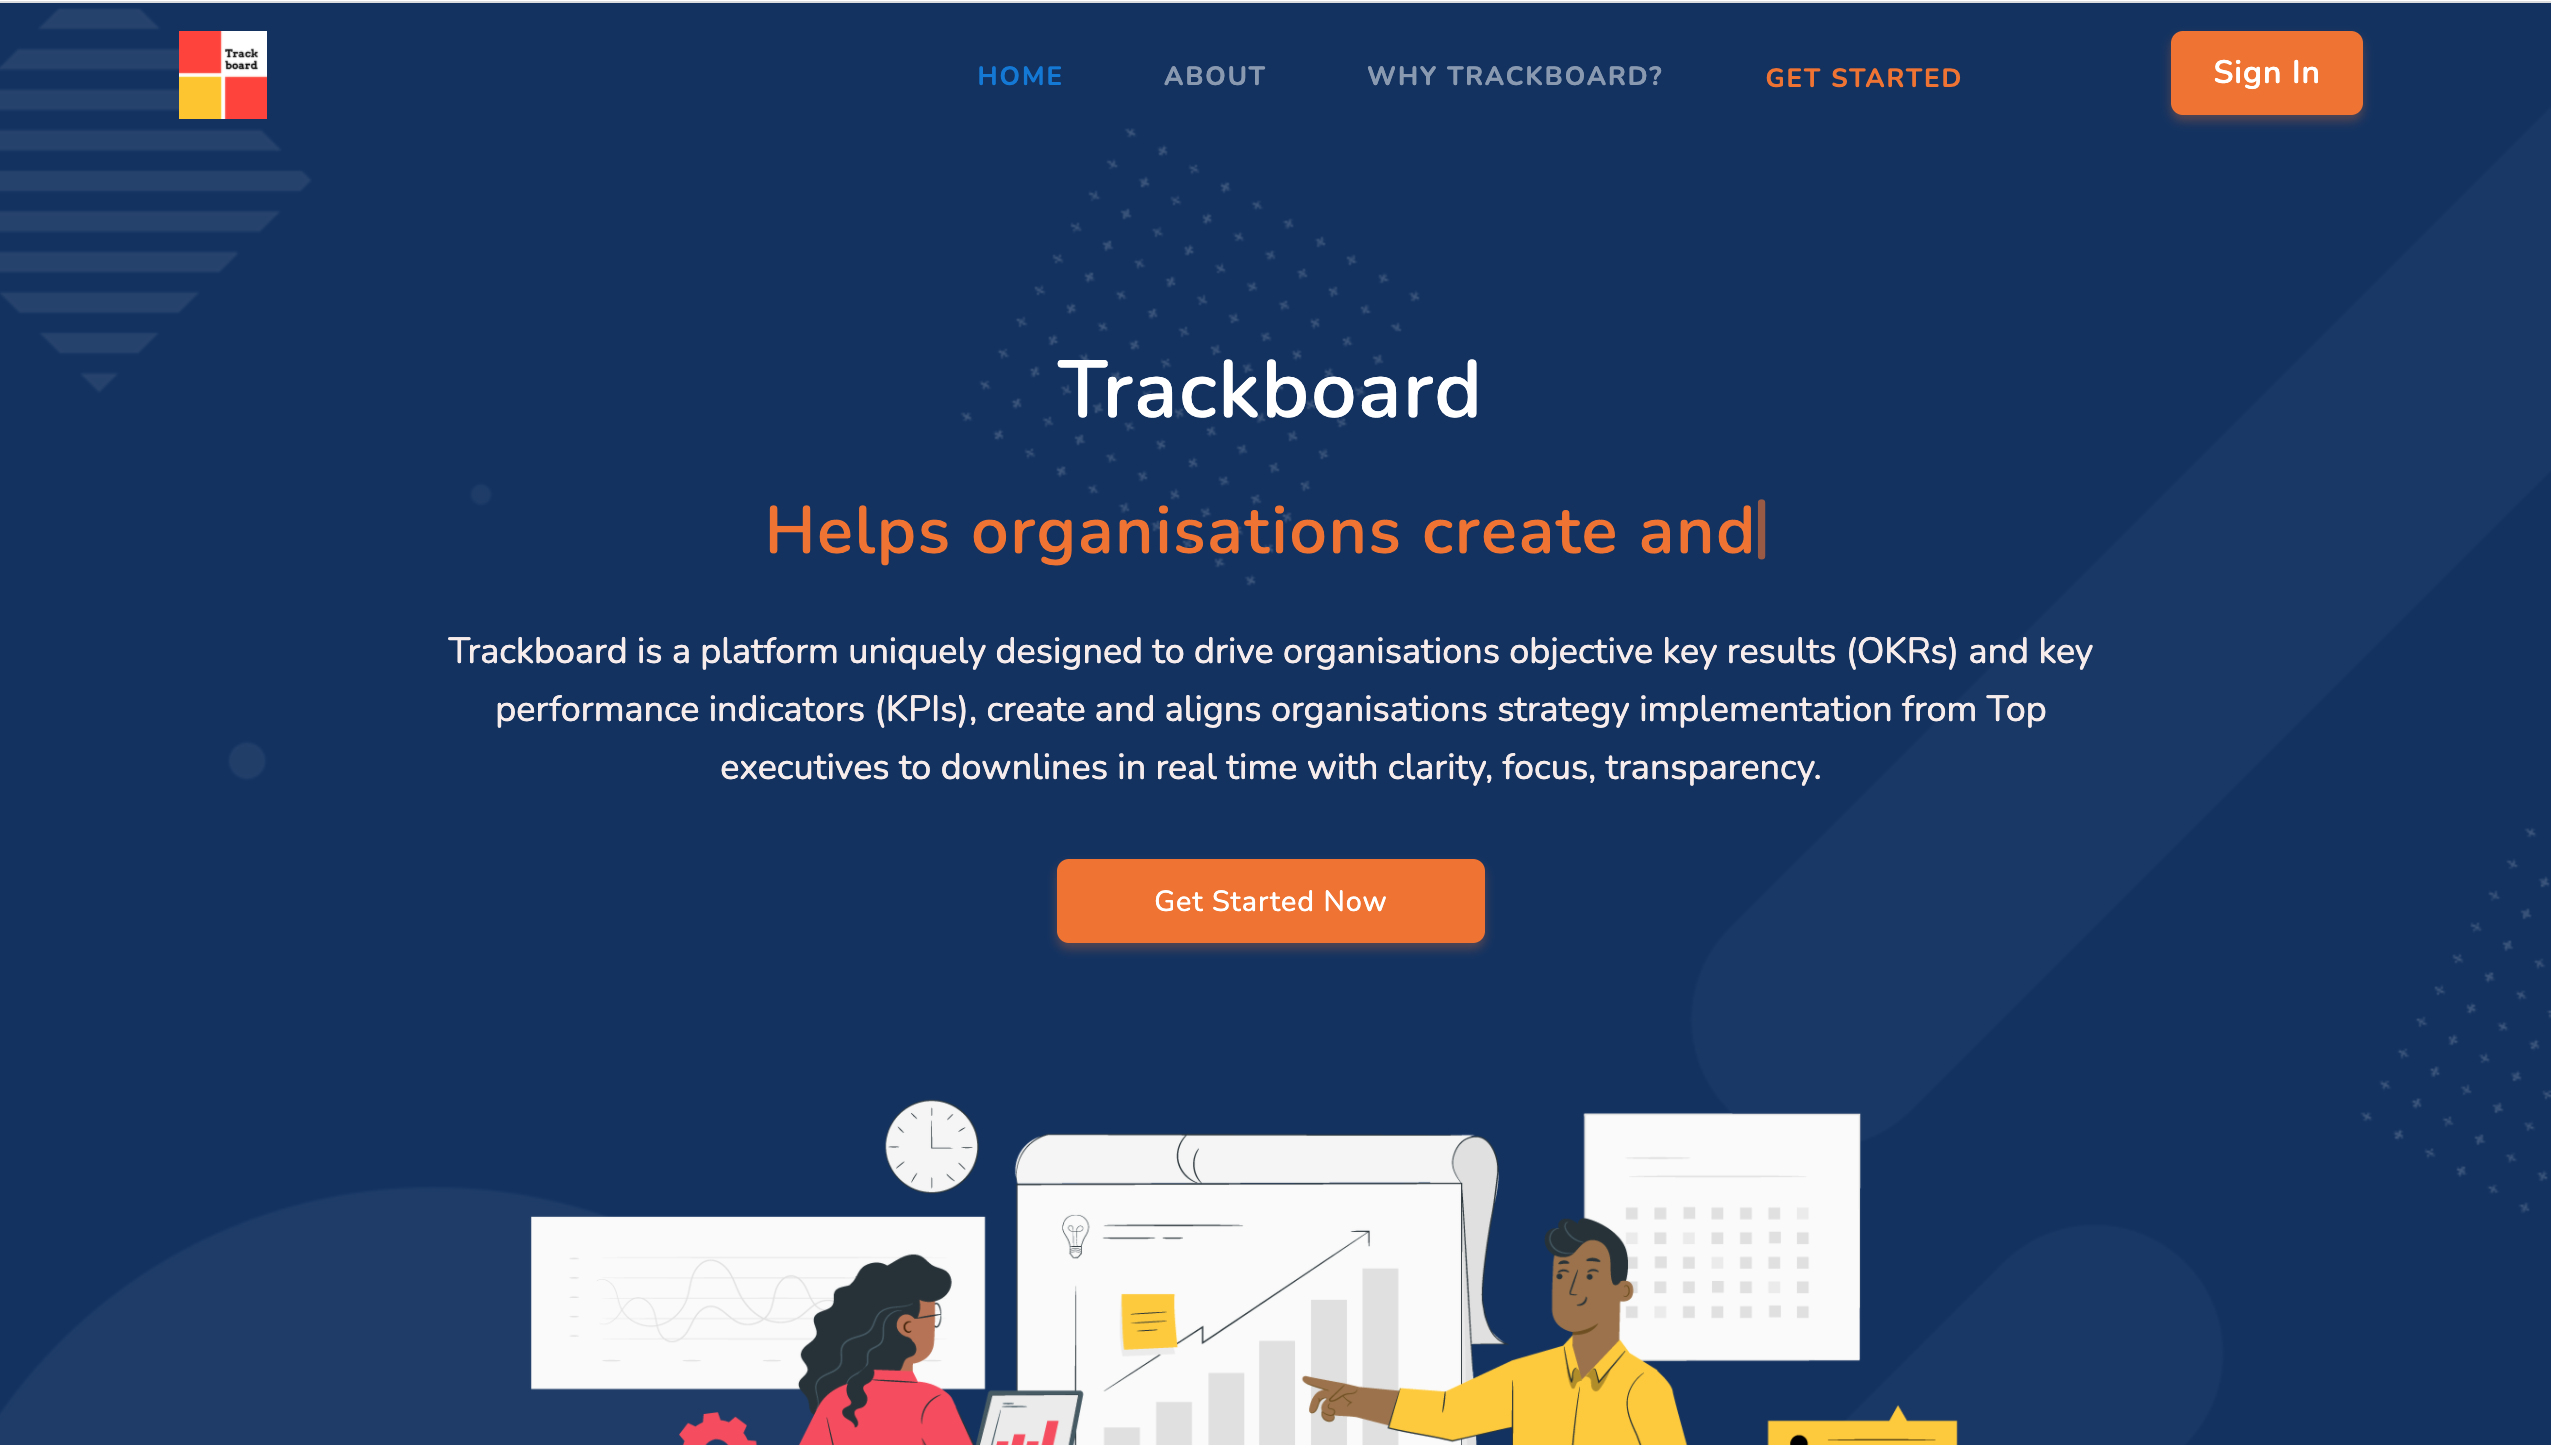 Track
board
HOME
ABOUT
WHY TRACKBOARD?
GET STARTED
Sign In
Trackboard
Helps organisations create and
Trackboard is a platform uniquely designed to drive organisations objective key results (OKRs) and key
performance indicators (KPIs), create and aligns organisations strategy implementation from Top
executives to downlines in real time with clarity, focus, transparency.
Get Started Now